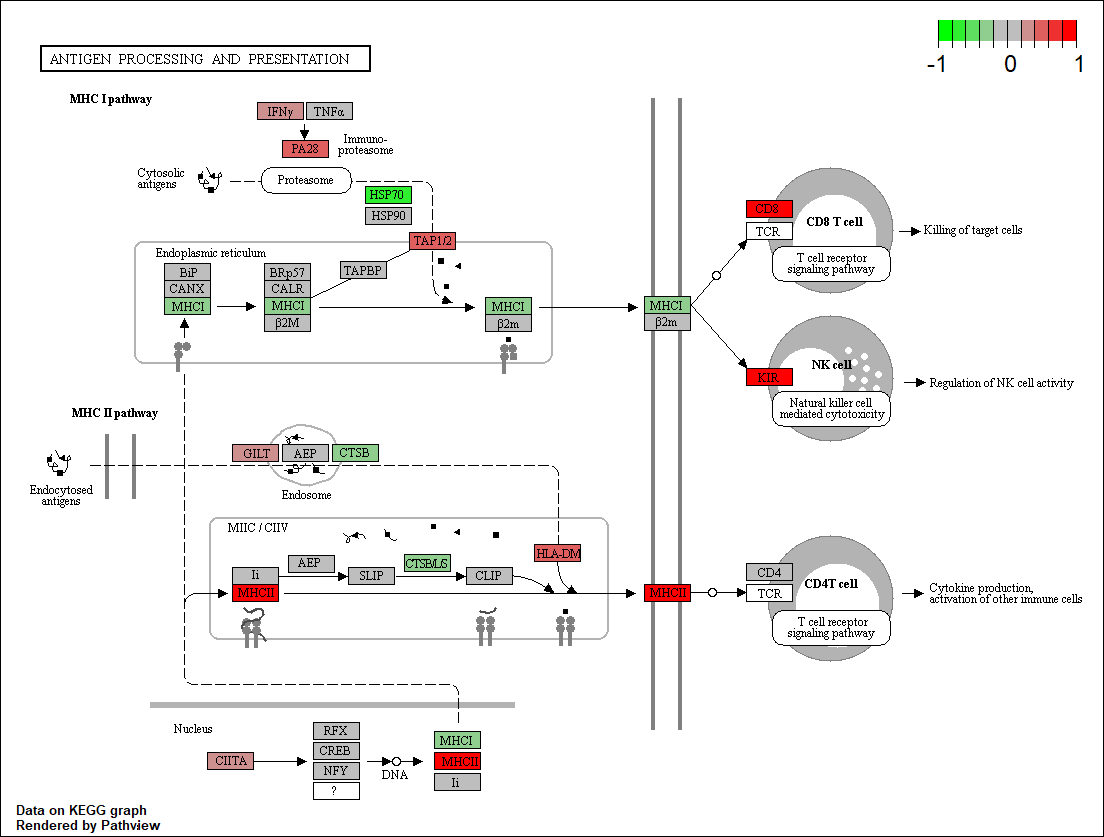 -1 0 1
ANTIGEN PROCESSING AND PRESENTATION
MHC I pathway
IFNγ TNFα
PA28
Immuno-
proteasome
Cytosolic
antigens
Proteasome
HSP70
HSP90
TAP1/2
Endoplasmic reticulum
BiP
CANX
MHCI
BRp57
CALR
MHCI
β2M
TAPBP
MHCI
β2m
MHCI
β2m
CD8
TCR
CD8 T cell
T cell receptor
signaling pathway
Killing of target cells
KIR
NK cell
Natural killer cell
mediated cytotoxicity
Regulation of NK cell activity
MHC II pathway
Endocytosed
antigens
GILT AEP CTSB
Endosome
MIIC / CIIV
Ii
MHCII
AEP
SLIP
CTSB/L/S
CLIP
HLA-DM
MHCII
CD4
TCR
CD4T cell
T cell receptor
signaling pathway
Cytokine production,
activation of other immune cells
Nucleus
CIITA
RFX
CREB
NFY
?
DNA
MHCI
MHCII
Ii
Data on KEGG graph
Rendered by Pathview